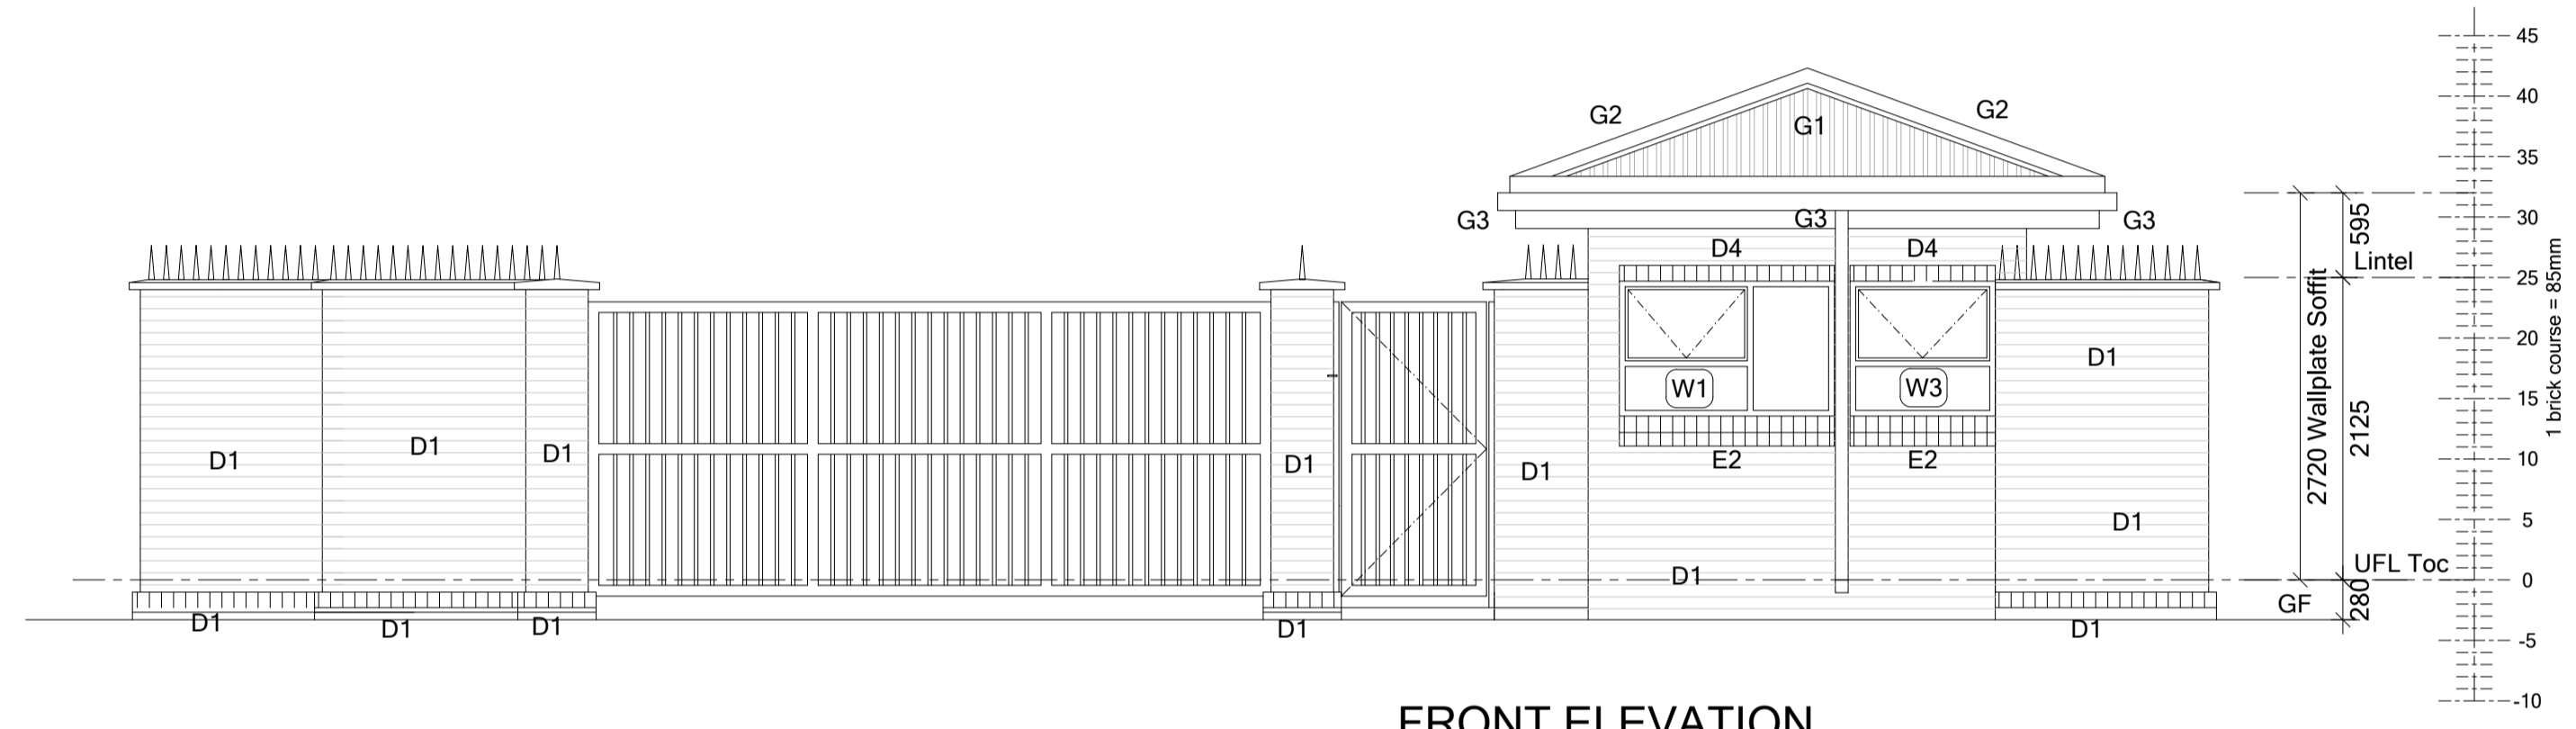 45
40
35
30
25
20
15
10
5
0
-5
-10
1 brick course = 85mm
G2
G1
G2
G3
G3
G3
D4
D4
595
Lintel
2720 Wallplate Soffit
2125
D1
W1
W3
D1
D1
D1
D1
D1
E2
E2
D1
D1
UFL Toc
280
GF
D1
D1
D1
D1
D1
FRONT ELEVATION